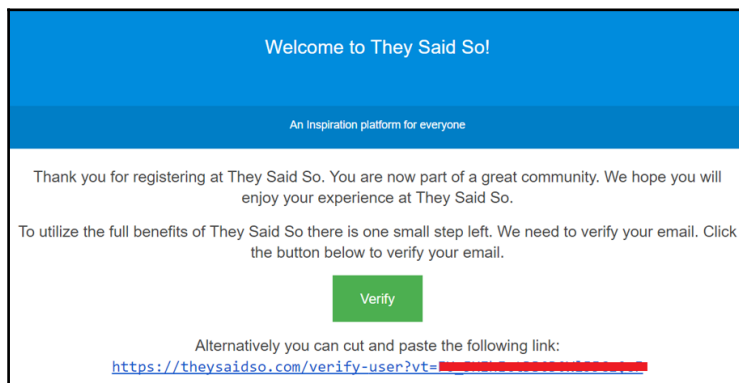 Welcome to They Said So!
An Inspiration platform for everyone
Thank you for registering at They Said So. You are now part of a great community. We hope you will
enjoy your experience at They Said So.
To utilize the full benefits of They Said So there is one small step left. We need to verify your email. Click
the button below to verify your email.
Verify
Alternatively you can cut and paste the following link:
https://theysaidso.com/verify-user?vt=